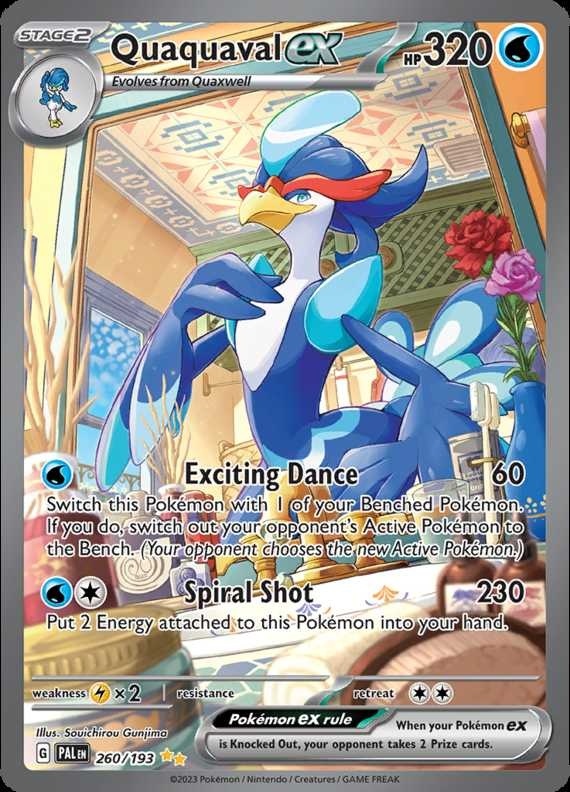 STAGE2
Quaquaval ex
HP 320
Evolves from Quaxwell
Exciting Dance 60
Switch this Pokémon with 1 of your Benched Pokémon.
If you do, switch out your opponent's Active Pokémon to
the Bench. (Your opponent chooses the new Active Pokémon.)
Spiral Shot 230
Put 2 Energy attached to this Pokémon into your hand.
weakness ×2 resistance retreat
Illus. Souichirou Gunjima
Pokémon ex rule
When your Pokémon ex
is Knocked Out, your opponent takes 2 Prize cards.
G PAL EN 260/193
©2023 Pokémon / Nintendo / Creatures / GAME FREAK